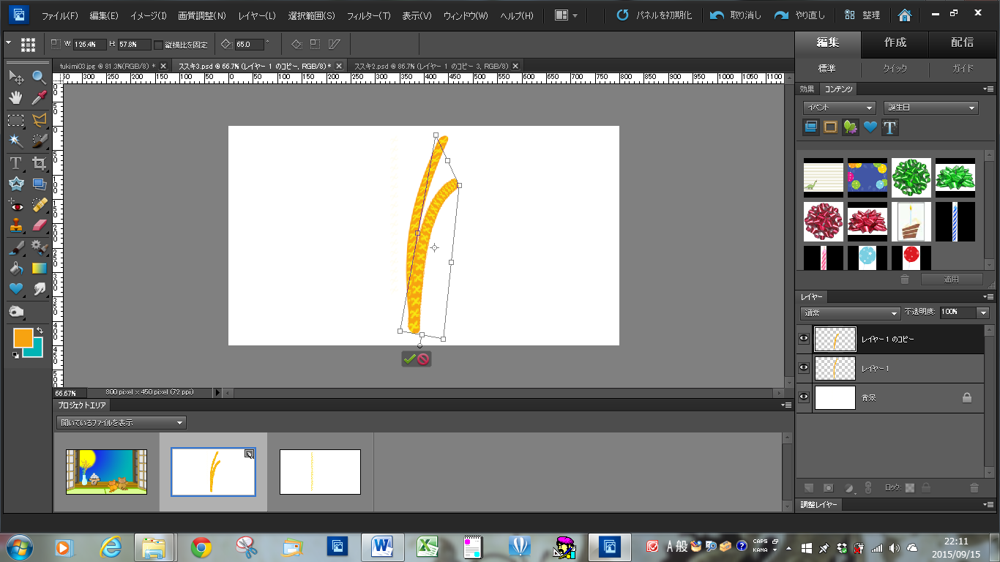 ファイル(F) 編集(E) イメージ(I) 画質調整(N) レイヤー(L) 選択範囲(S) フィルター(T) 表示(V) ウィンドウ(W) ヘルプ(H) パネルを初期化 取り消し やり直し 整理
W: 126.4% H: 57.8% 縦横比を固定 65.0 °
編集 作成 配信
tukimi03.jpg @ 81.3%(RGB/8) * ススキ3.psd @ 66.7% (レイヤー 1 のコピー, RGB/8) * ススキ2.psd @ 86.7% (レイヤー 1 のコピー 3, RGB/8)
標準 クイック ガイド
50 300 250 200 150 100 50 0 50 100 150 200 250 300 350 400 450 500 550 600 650 700 750 800 850 900 950 1000 1050 1100
効果 コンテンツ
イベント 誕生日
適用
レイヤー
通常 不透明度: 100%
レイヤー 1 のコピー
レイヤー 1
背景
66.67% 800 pixel x 450 pixel (72 ppi)
プロジェクトエリア
開いているファイルを表示
ロック:
調整レイヤー
A 般 CAPS KANA
22:11
2015/09/15